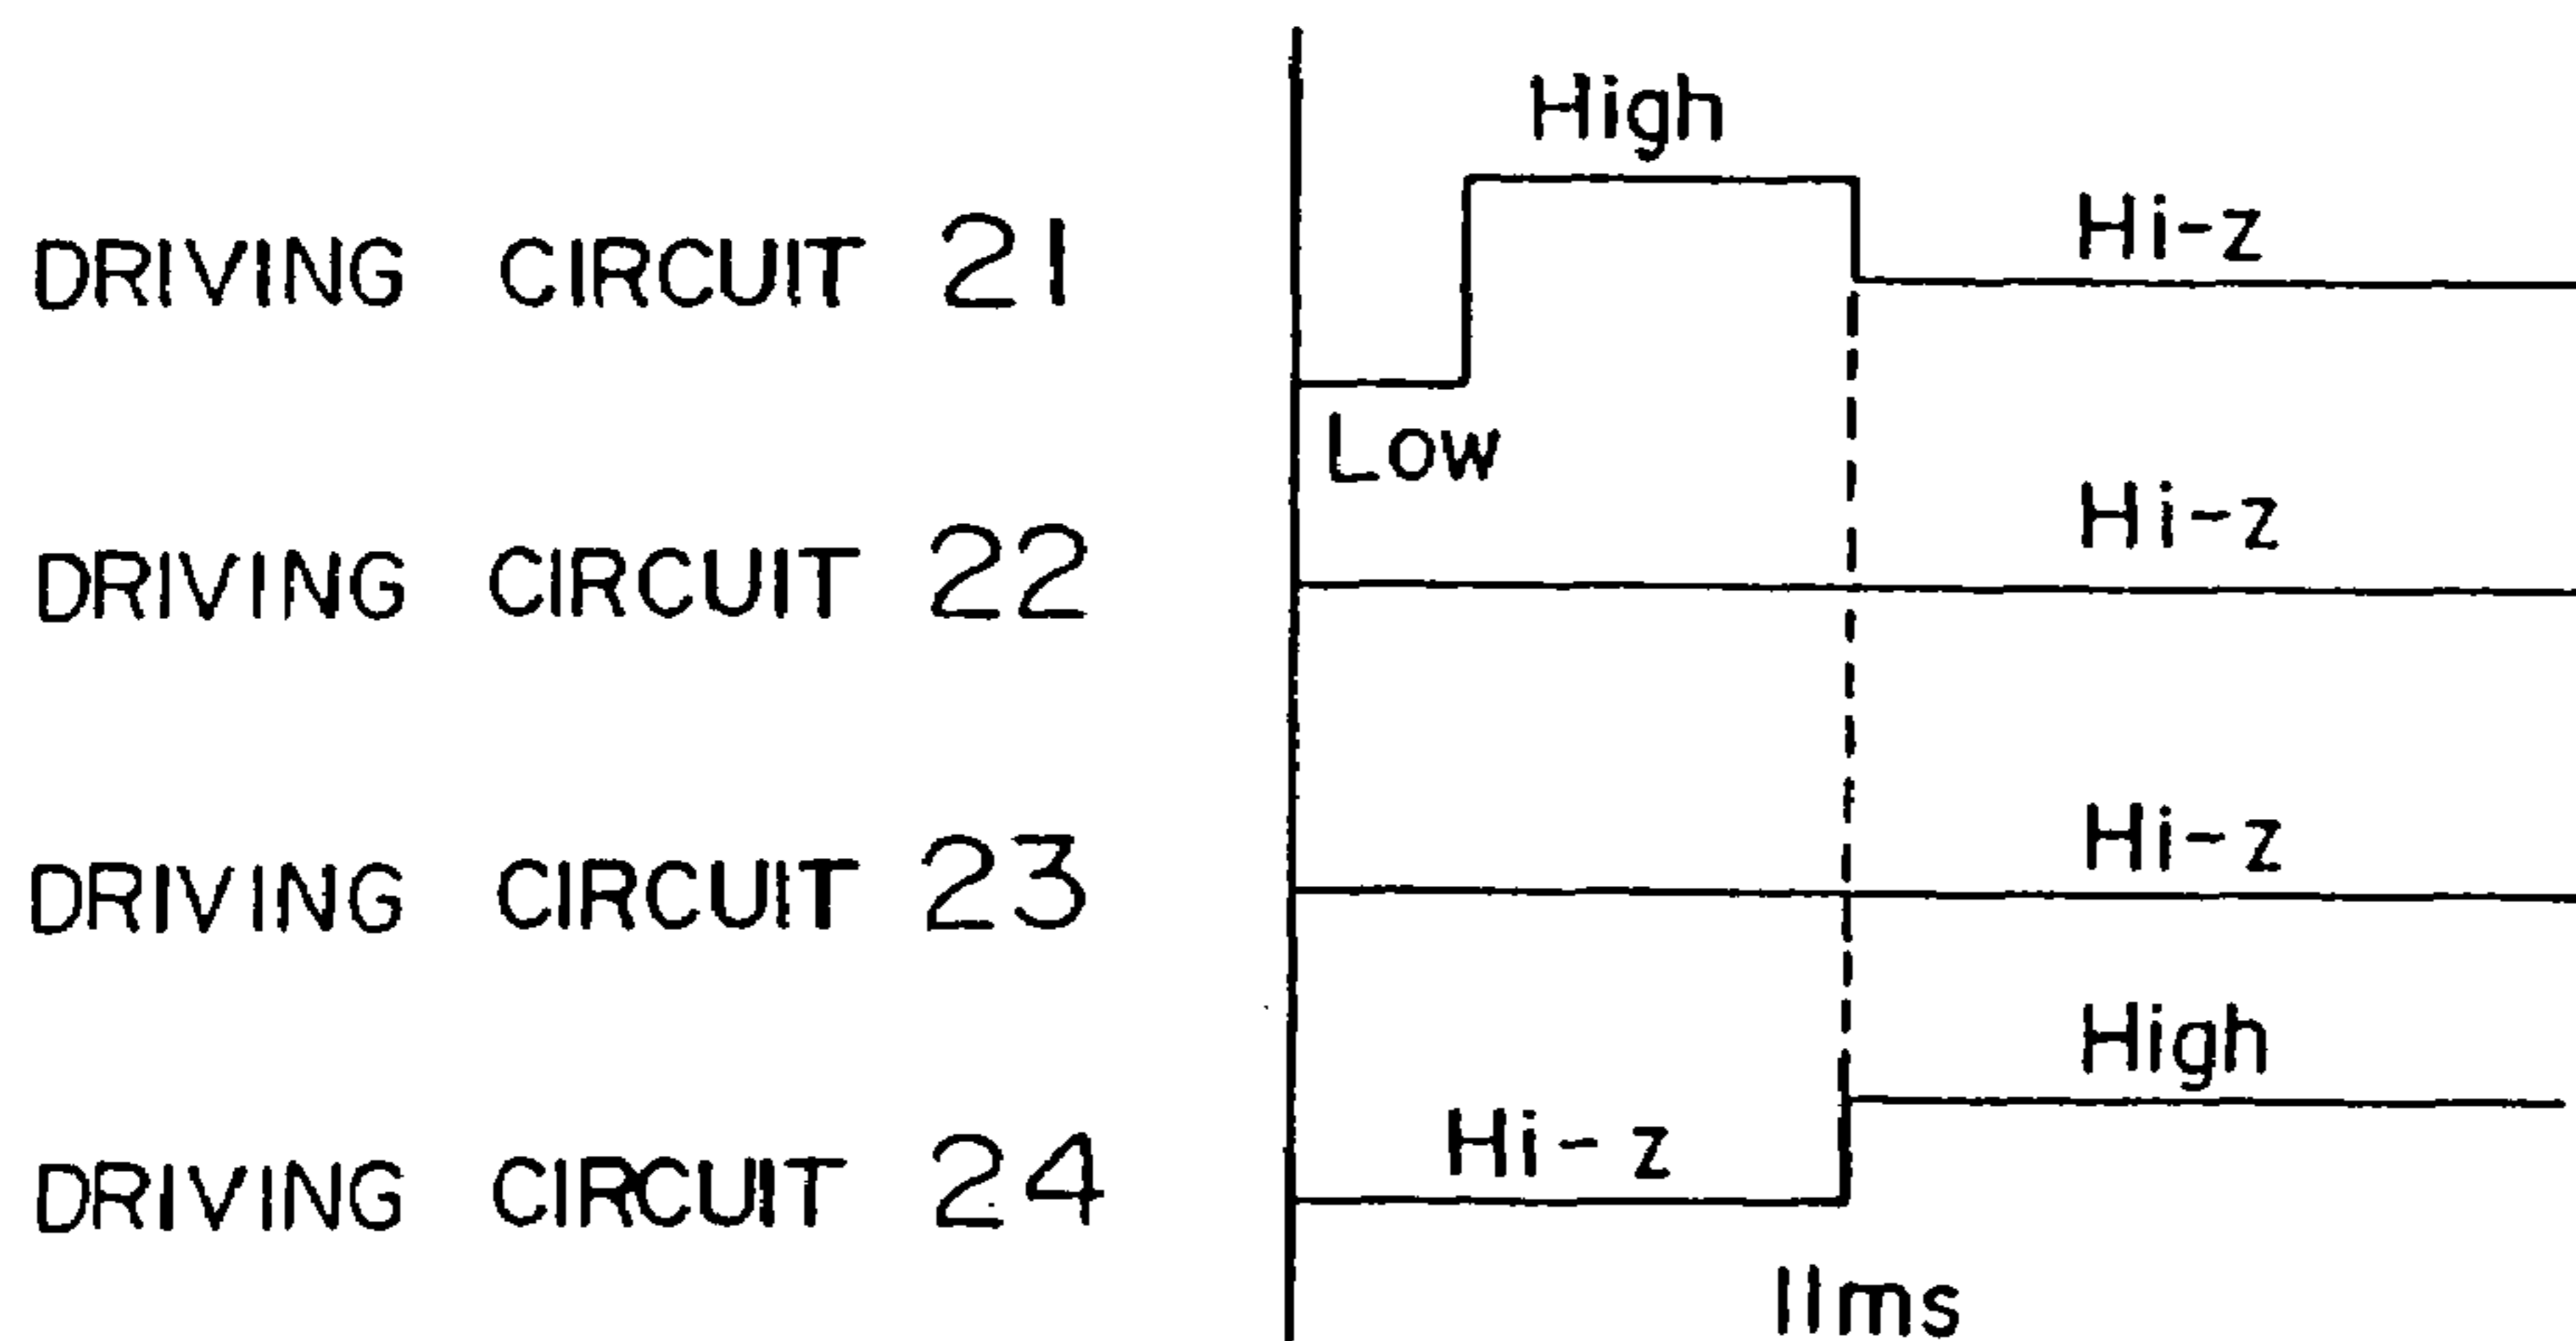 High
DRIVING CIRCUIT 21
Hi-z
Low
DRIVING CIRCUIT 22
Hi-z
DRIVING CIRCUIT 23
Hi-z
High
DRIVING CIRCUIT 24
Hi-z
11ms